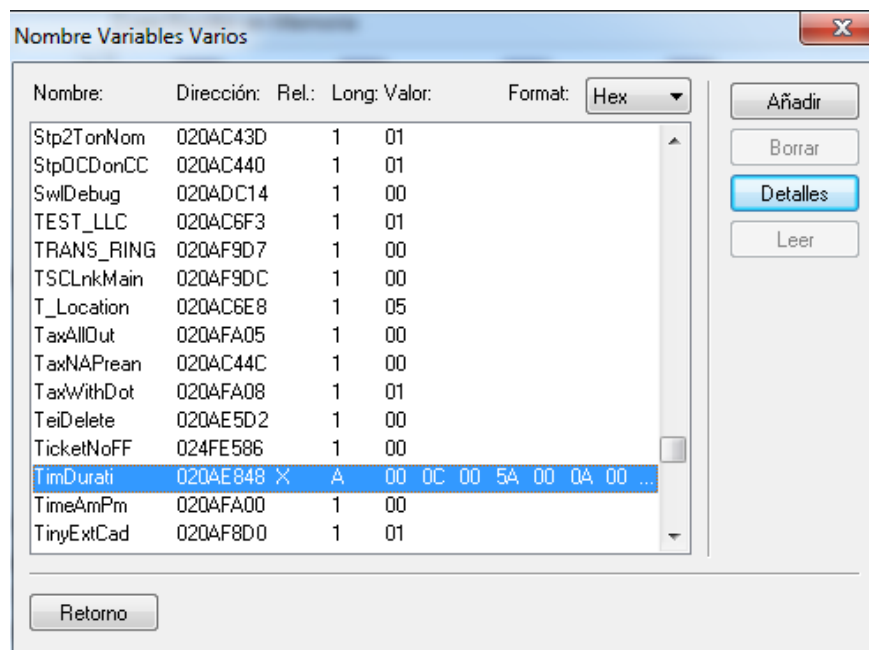 Nombre Variables Varios
Nombre: Dirección: Rel.: Long: Valor: Format: Hex
Stp2TonNom 020AC43D 1 01
StpOCDonCC 020AC440 1 01
SwlDebug 020ADC14 1 00
TEST_LLC 020AC6F3 1 01
TRANS_RING 020AF9D7 1 00
TSCLnkMain 020AF9DC 1 00
T_Location 020AC6E8 1 05
TaxAllOut 020AFA05 1 00
TaxNAPrean 020AC44C 1 00
TaxWithDot 020AFA08 1 01
TeiDelete 020AE5D2 1 00
TicketNoFF 024FE586 1 00
TimDurati 020AE848 X A 00 0C 00 5A 00 0A 00 ...
TimeAmPm 020AFA00 1 00
TinyExtCad 020AF8D0 1 01
Añadir
Borrar
Detalles
Leer
Retorno